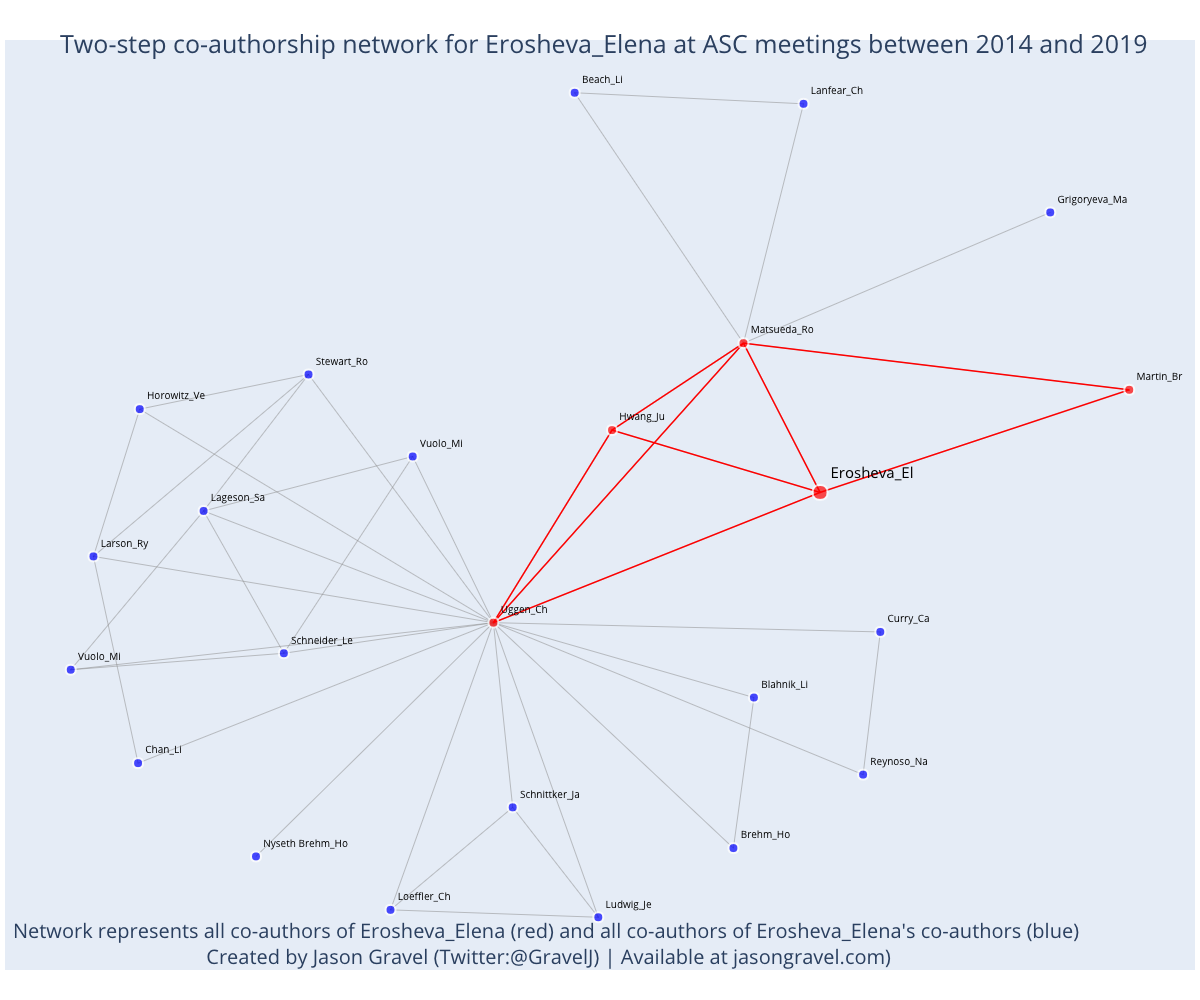 Two-step co-authorship network for Erosheva_Elena at ASC meetings between 2014 and 2019
Beach_Li
Lanfear_Ch
Grigoryeva_Ma
Matsueda_Ro
Stewart_Ro
Martin_Br
Horowitz_Ve
Hwang_Ju
Vuolo_Mi
Erosheva_El
Lageson_Sa
Larson_Ry
Uggen_Ch
Curry_Ca
Schneider_Le
Vuolo_Mi
Blahnik_Li
Chan_Li
Reynoso_Na
Schnittker_Ja
Brehm_Ho
Nyseth Brehm_Ho
Loeffler_Ch
Ludwig_Je
Network represents all co-authors of Erosheva_Elena (red) and all co-authors of Erosheva_Elena's co-authors (blue)
Created by Jason Gravel (Twitter:@GravelJ) | Available at jasongravel.com)